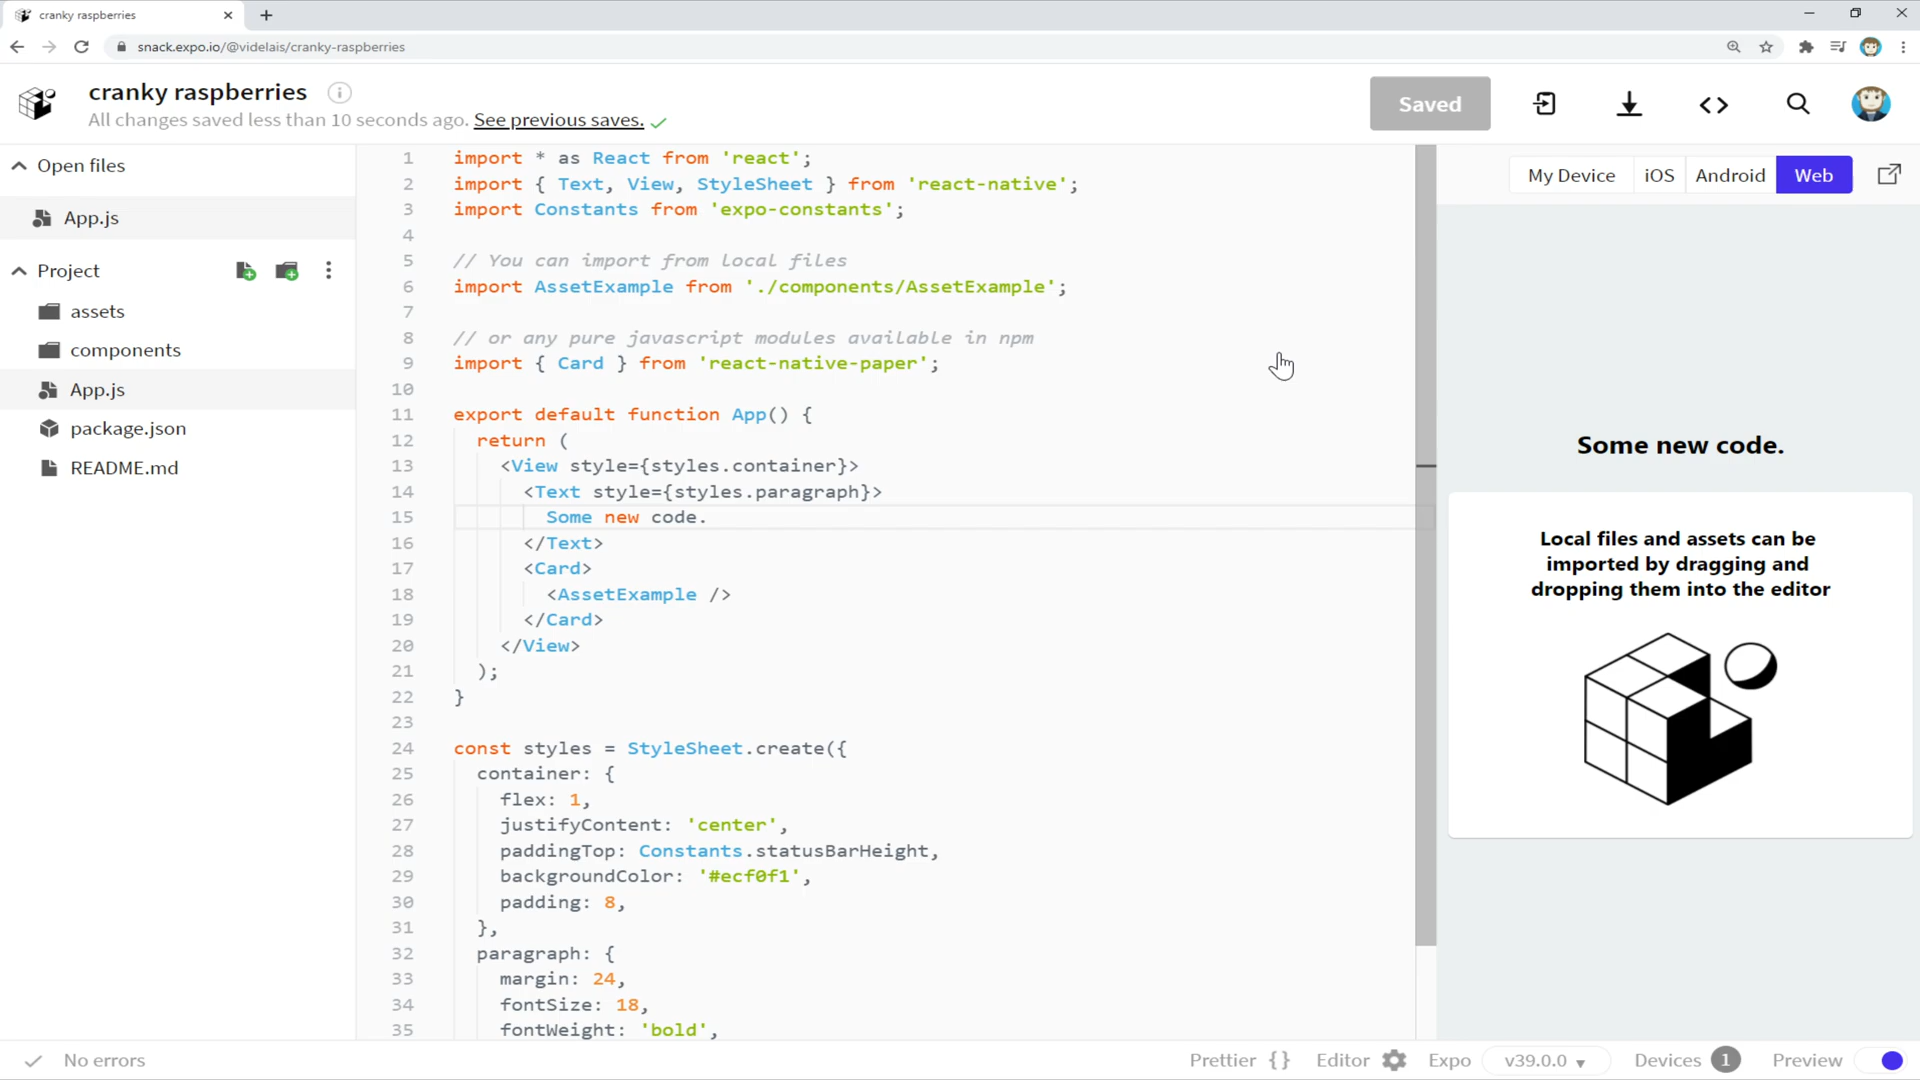 cranky raspberries
snack.expo.io/@videlais/cranky-raspberries
cranky raspberries
All changes saved less than 10 seconds ago. See previous saves.
Saved
Open files
App.js
Project
assets
components
App.js
package.json
README.md
1 import * as React from 'react';
2 import { Text, View, StyleSheet } from 'react-native';
3 import Constants from 'expo-constants';
4
5 // You can import from local files
6 import AssetExample from './components/AssetExample';
7
8 // or any pure javascript modules available in npm
9 import { Card } from 'react-native-paper';
10
11 export default function App() {
12 return (
13 <View style={styles.container}>
14 <Text style={styles.paragraph}>
15 Some new code.
16 </Text>
17 <Card>
18 <AssetExample />
19 </Card>
20 </View>
21 );
22 }
23
24 const styles = StyleSheet.create({
25 container: {
26 flex: 1,
27 justifyContent: 'center',
28 paddingTop: Constants.statusBarHeight,
29 backgroundColor: '#ecf0f1',
30 padding: 8,
31 },
32 paragraph: {
33 margin: 24,
34 fontSize: 18,
35 fontWeight: 'bold',
My Device iOS Android Web
Some new code.
Local files and assets can be
imported by dragging and
dropping them into the editor
No errors
Prettier {} Editor Expo v39.0.0 Devices 1 Preview